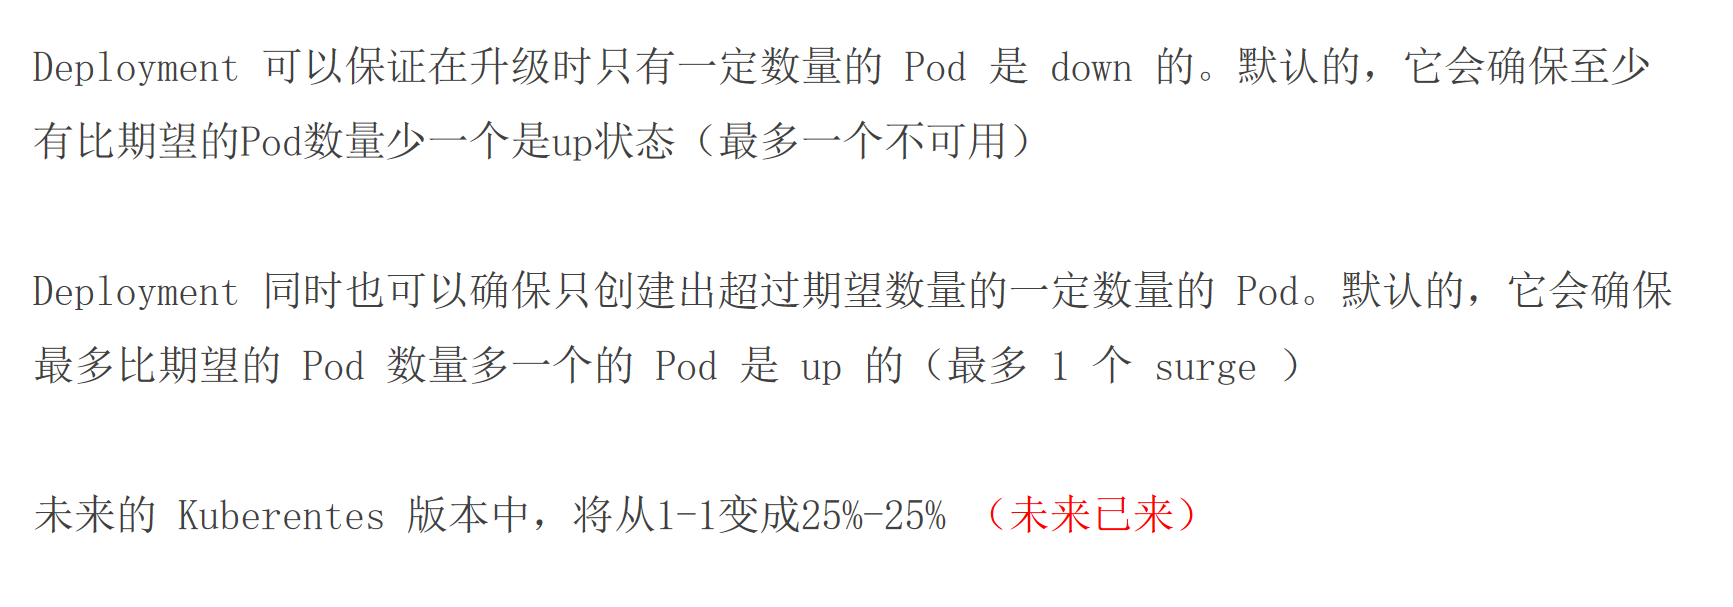 Deployment 可以保证在升级时只有一定数量的 Pod 是 down 的。默认的，它会确保至少
有比期望的Pod数量少一个是up状态（最多一个不可用）
Deployment 同时也可以确保只创建出超过期望数量的一定数量的 Pod。默认的，它会确保
最多比期望的 Pod 数量多一个的 Pod 是 up 的（最多 1 个 surge ）
未来的 Kuberentes 版本中，将从1-1变成25%-25% （未来已来）